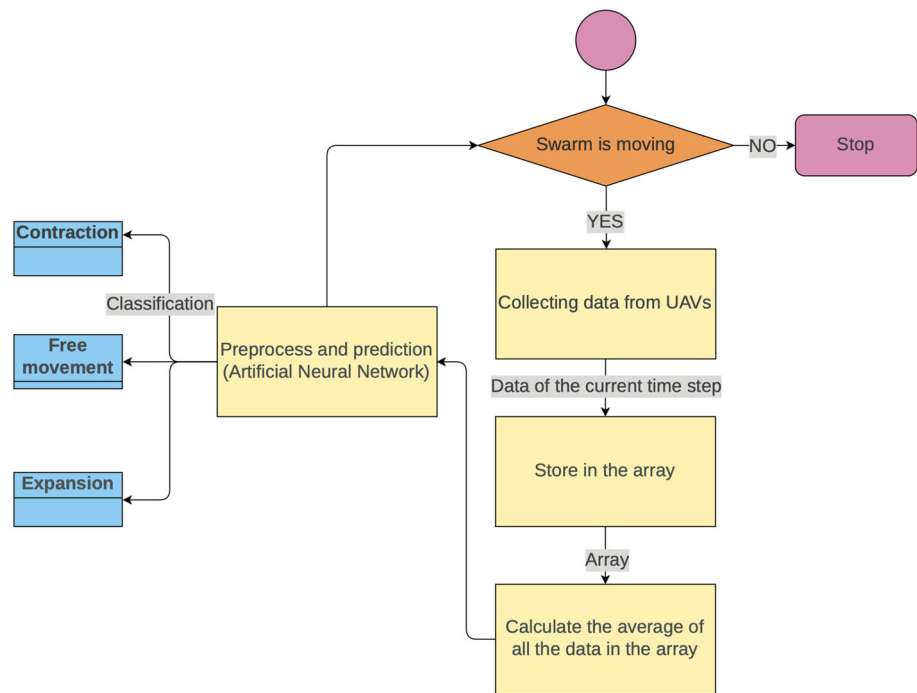 Swarm is moving
NO
Stop
YES
Contraction
Collecting data from UAVs
Classification
Free
movement
Preprocess and prediction
(Artificial Neural Network)
Data of the current time step
Store in the array
Expansion
Array
Calculate the average of
all the data in the array